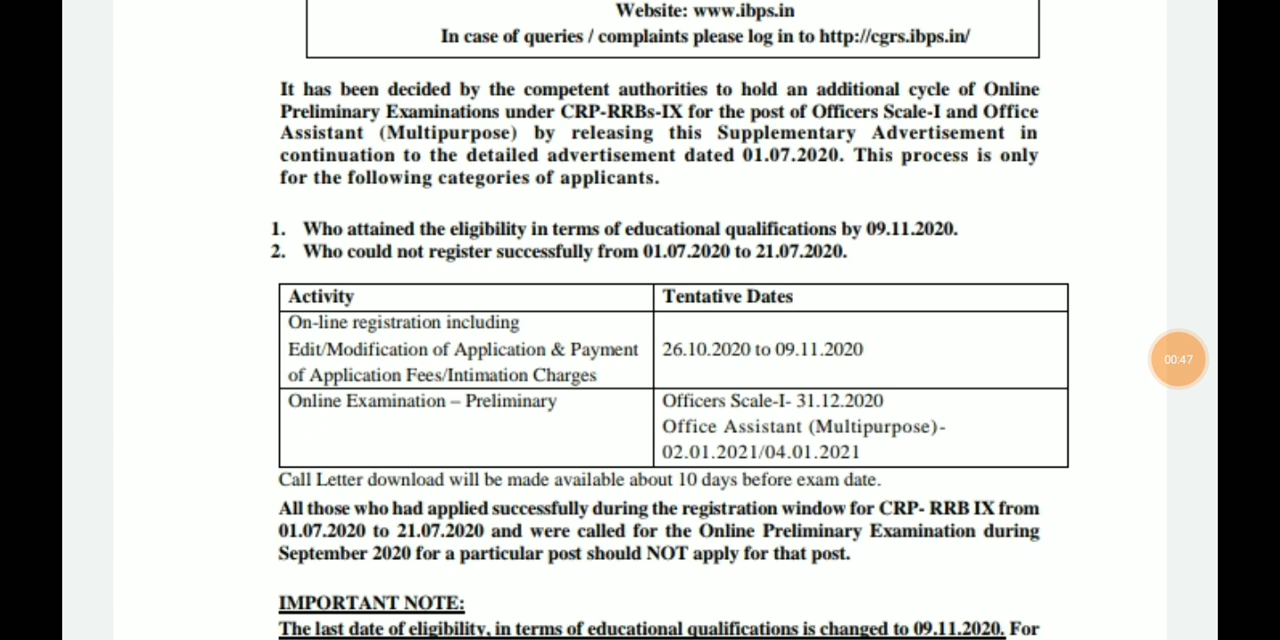 Website: www.ibps.in
In case of queries / complaints please log in to http://cgrs.ibps.in/
It has been decided by the competent authorities to hold an additional cycle of Online
Preliminary Examinations under CRP-RRBs-IX for the post of Officers Scale-I and Office
Assistant (Multipurpose) by releasing this Supplementary Advertisement in
continuation to the detailed advertisement dated 01.07.2020. This process is only
for the following categories of applicants.
1. Who attained the eligibility in terms of educational qualifications by 09.11.2020.
2. Who could not register successfully from 01.07.2020 to 21.07.2020.
Activity Tentative Dates
On-line registration including
Edit/Modification of Application & Payment 26.10.2020 to 09.11.2020
of Application Fees/Intimation Charges
Online Examination – Preliminary Officers Scale-I- 31.12.2020
Office Assistant (Multipurpose)-
02.01.2021/04.01.2021
Call Letter download will be made available about 10 days before exam date.
All those who had applied successfully during the registration window for CRP- RRB IX from
01.07.2020 to 21.07.2020 and were called for the Online Preliminary Examination during
September 2020 for a particular post should NOT apply for that post.
IMPORTANT NOTE:
The last date of eligibility, in terms of educational qualifications is changed to 09.11.2020. For
00:47